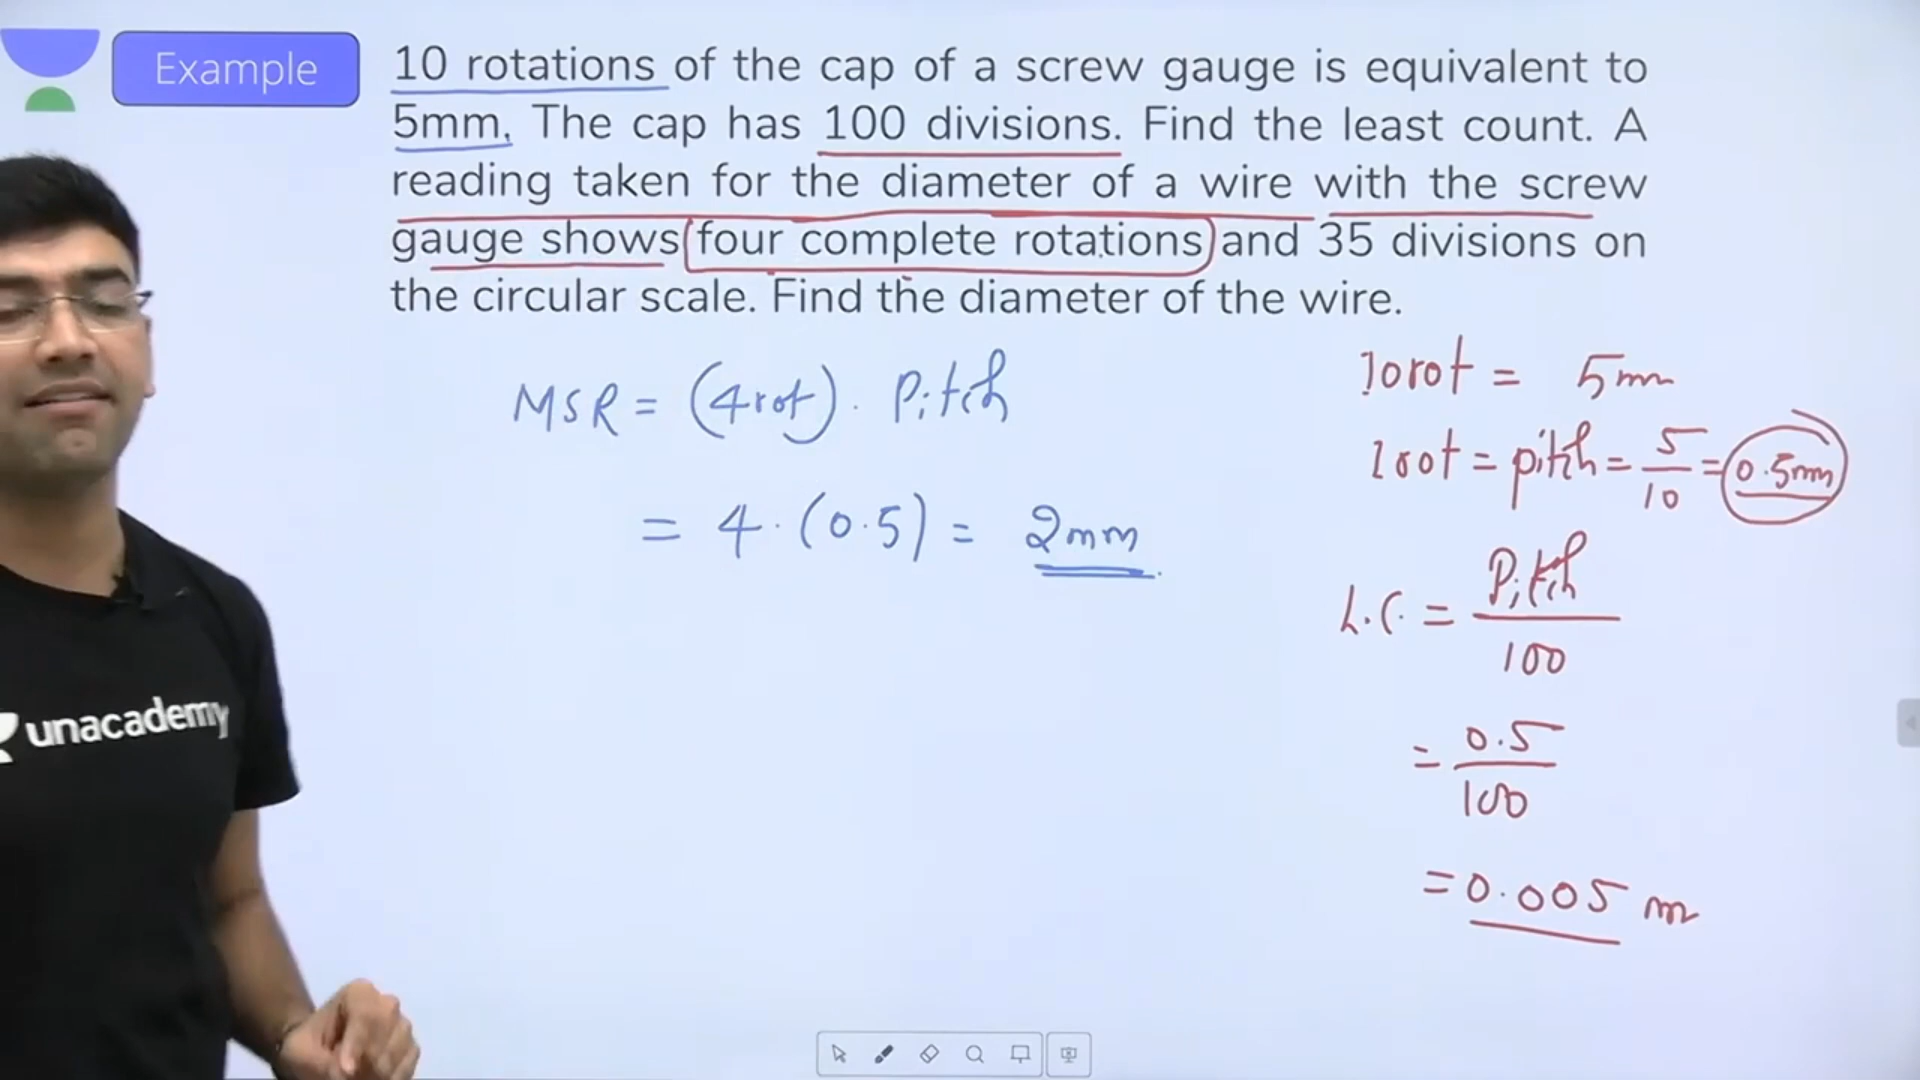 Example
10 rotations of the cap of a screw gauge is equivalent to
5mm, The cap has 100 divisions. Find the least count. A
reading taken for the diameter of a wire with the screw
gauge shows four complete rotations and 35 divisions on
the circular scale. Find the diameter of the wire.
MSR = (4rot) . Pitch
= 4 . (0.5) = 2mm
10rot = 5mm
1rot = pitch = 5/10 = 0.5mm
L.C. = Pitch/100
= 0.5/100
= 0.005 m
unacademy